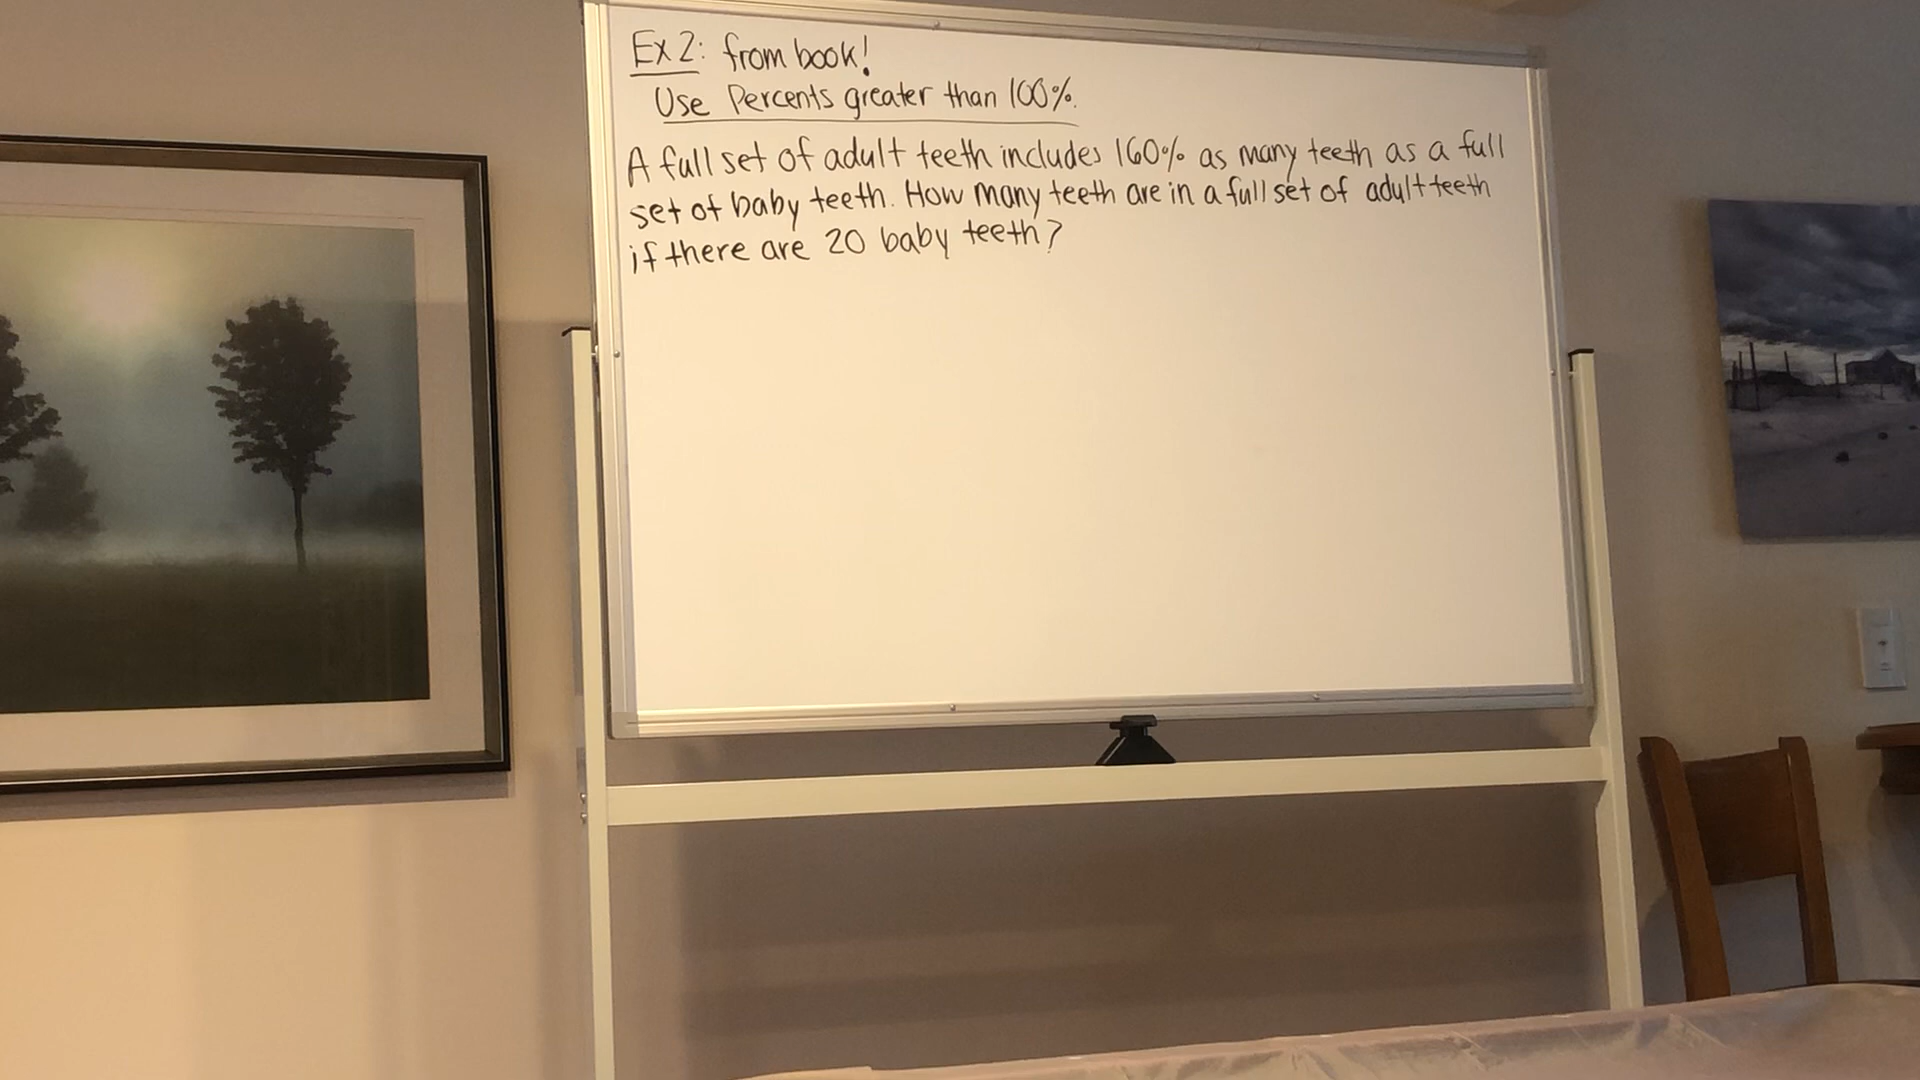 Ex 2: from book!
Use Percents greater than 100%.
A full set of adult teeth includes 160% as many teeth as a full
set of baby teeth. How many teeth are in a full set of adult teeth
if there are 20 baby teeth?